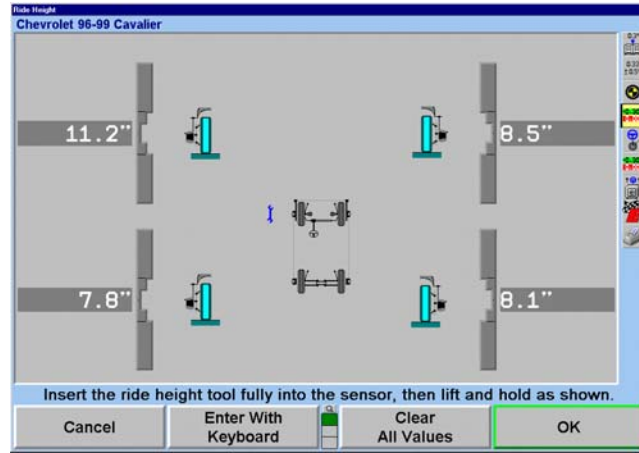 Ride Height
Chevrolet 96-99 Cavalier
11.2"
8.5"
7.8"
8.1"
Insert the ride height tool fully into the sensor, then lift and hold as shown.
Cancel
Enter With
Keyboard
Clear
All Values
OK